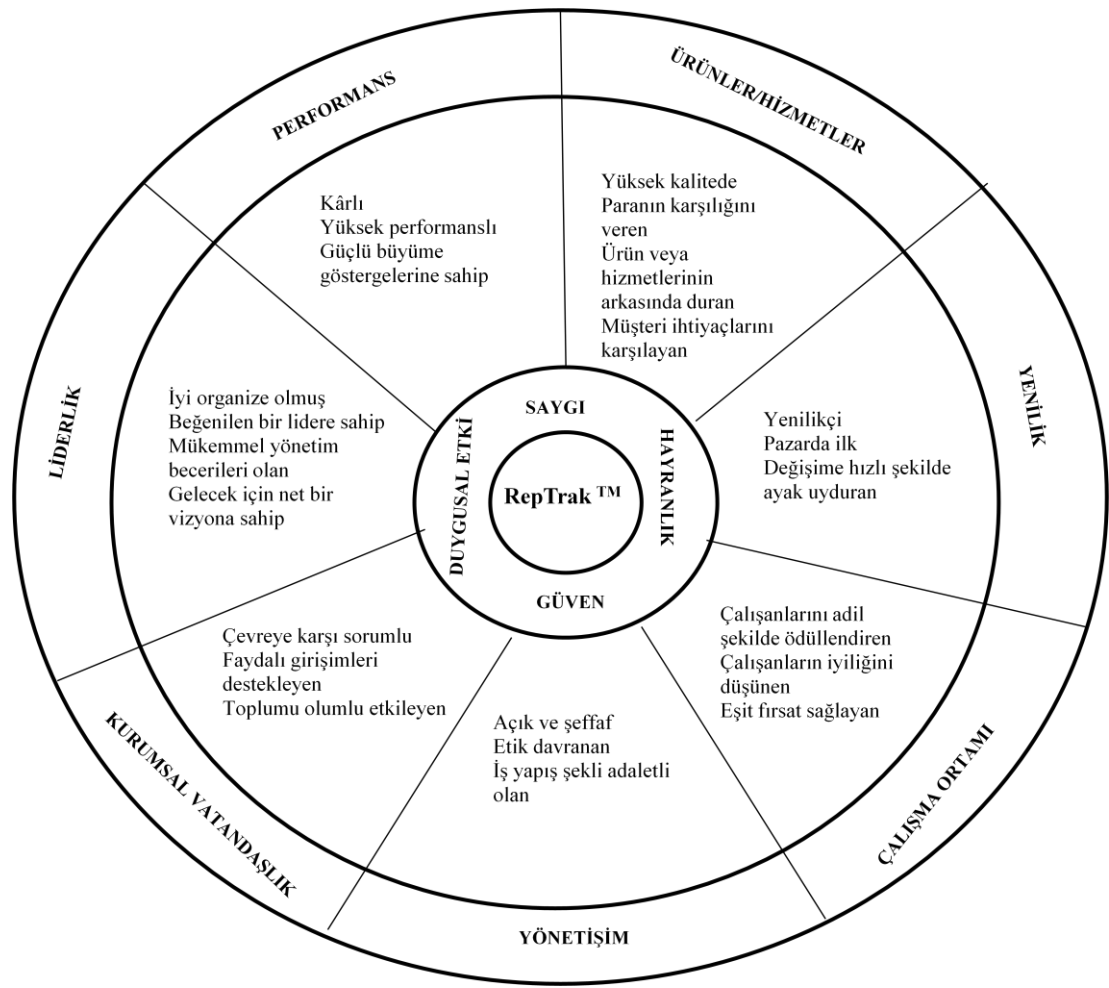 PERFORMANS
Kârlı
Yüksek performanslı
Güçlü büyüme
göstergelerine sahip
ÜRÜNLER/HİZMETLER
Yüksek kalitede
Paranın karşılığını
veren
Ürün veya
hizmetlerinin
arkasında duran
Müşteri ihtiyaçlarını
karşılayan
LİDERLİK
İyi organize olmuş
Beğenilen bir lidere sahip
Mükemmel yönetim
becerileri olan
Gelecek için net bir
vizyona sahip
SAYGI
DUYGUSAL ETKİ
RepTrak TM
HAYRANLIK
GÜVEN
YENİLİK
Yenilikçi
Pazarda ilk
Değişime hızlı şekilde
ayak uyduran
KURUMSAL VATANDAŞLIK
Çevreye karşı sorumlu
Faydalı girişimleri
destekleyen
Toplumu olumlu etkileyen
YÖNETİŞİM
Açık ve şeffaf
Etik davranan
İş yapış şekli adaletli
olan
ÇALIŞMA ORTAMI
Çalışanlarını adil
şekilde ödüllendiren
Çalışanların iyiliğini
düşünen
Eşit fırsat sağlayan